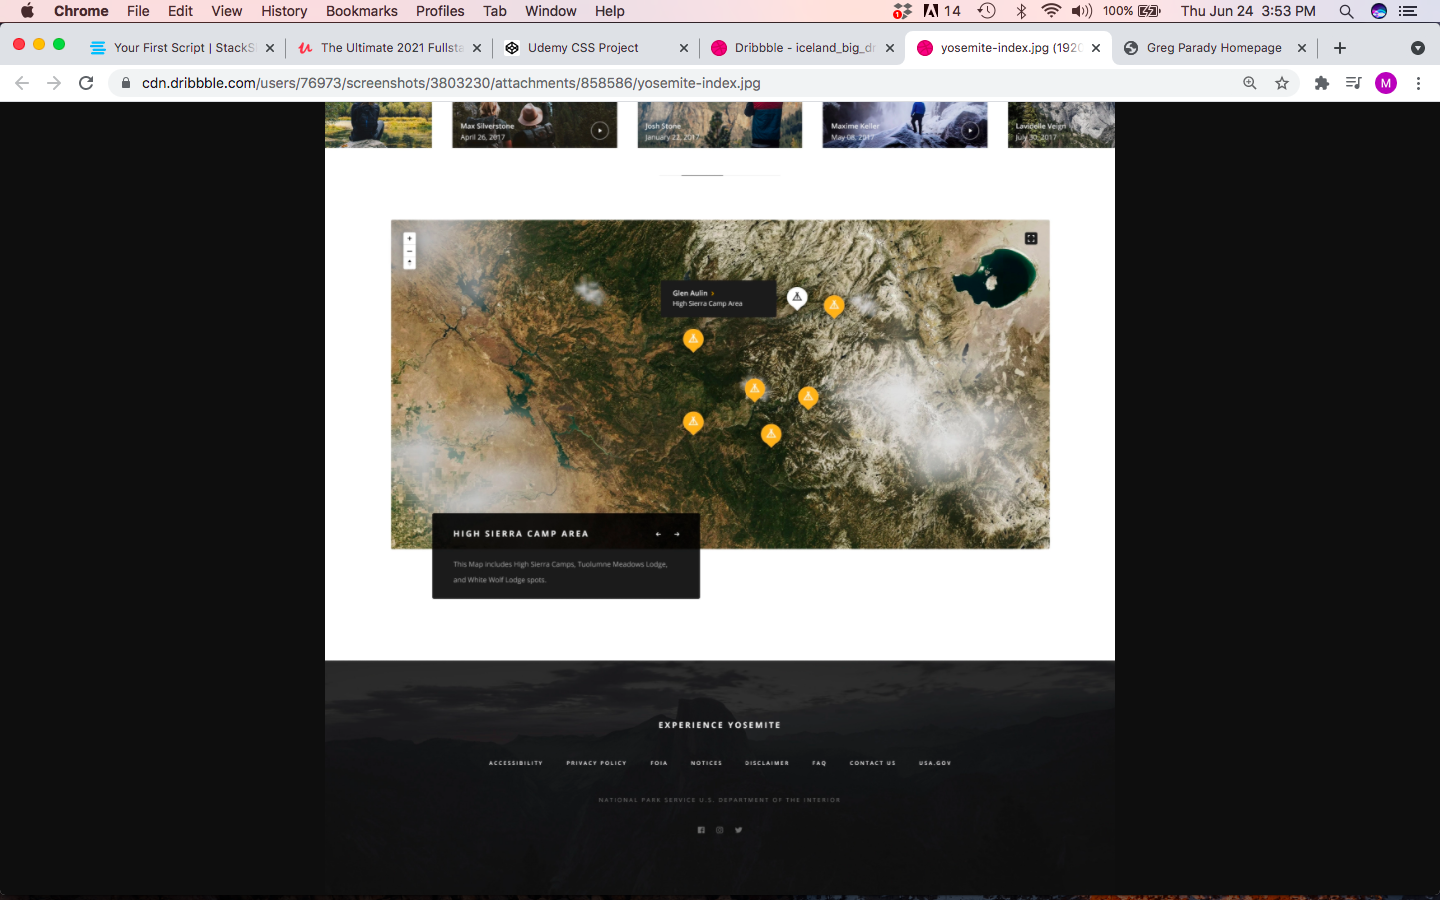 Chrome File Edit View History Bookmarks Profiles Tab Window Help 1 14 100% Thu Jun 24 3:53 PM
Your First Script | StackS The Ultimate 2021 Fullsta Udemy CSS Project Dribbble - iceland_big_dr yosemite-index.jpg (1920 Greg Parady Homepage
cdn.dribbble.com/users/76973/screenshots/3803230/attachments/858586/yosemite-index.jpg M
Max Silverstone Josh Stone Maxime Keller Lavidelle Veign
April 26, 2017 January 22, 2017 May 08, 2017 July 30, 2017
Glen Aulin ›
High Sierra Camp Area
HIGH SIERRA CAMP AREA
This Map includes High Sierra Camps, Tuolumne Meadows Lodge,
and White Wolf Lodge spots.
EXPERIENCE YOSEMITE
ACCESSIBILITY PRIVACY POLICY FOIA NOTICES DISCLAIMER FAQ CONTACT US USA.GOV
NATIONAL PARK SERVICE U.S. DEPARTMENT OF THE INTERIOR